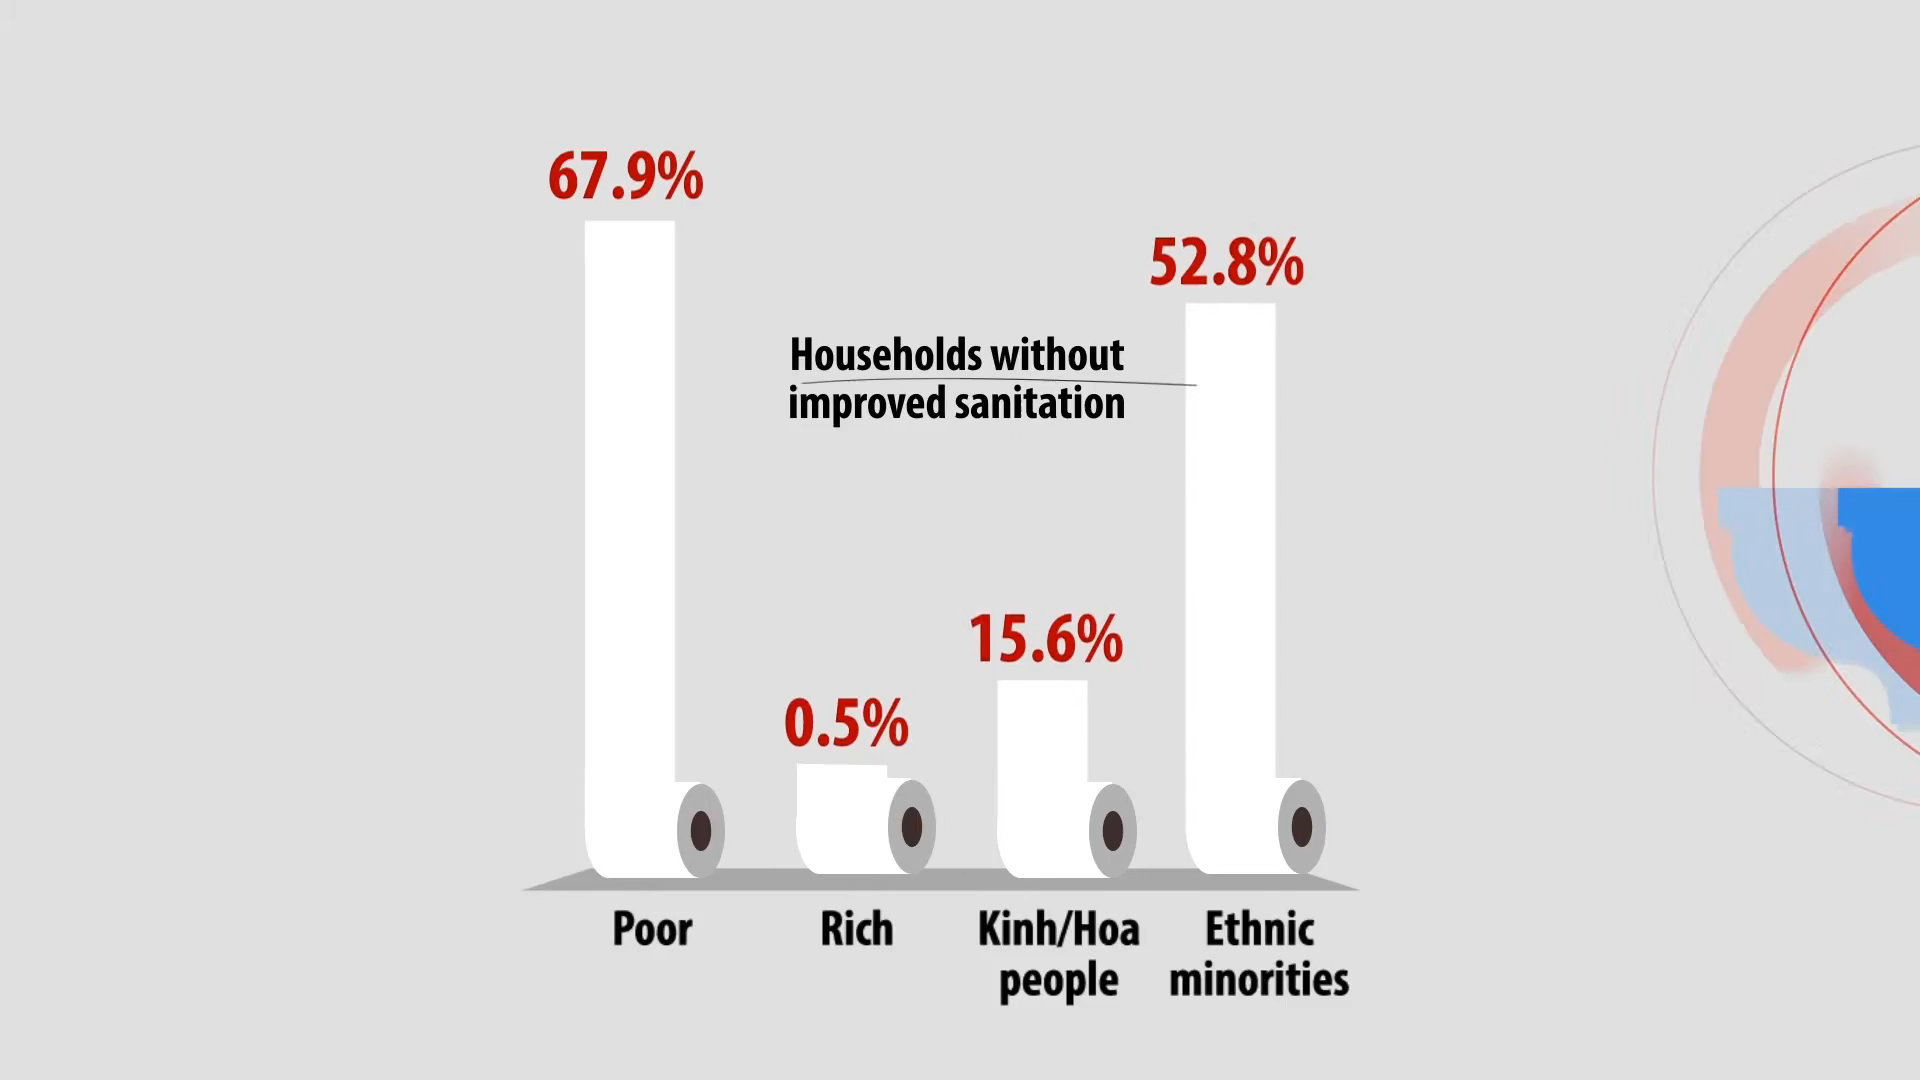 67.9%
52.8%
Households without
improved sanitation
15.6%
0.5%
Poor
Rich
Kinh/Hoa
people
Ethnic
minorities